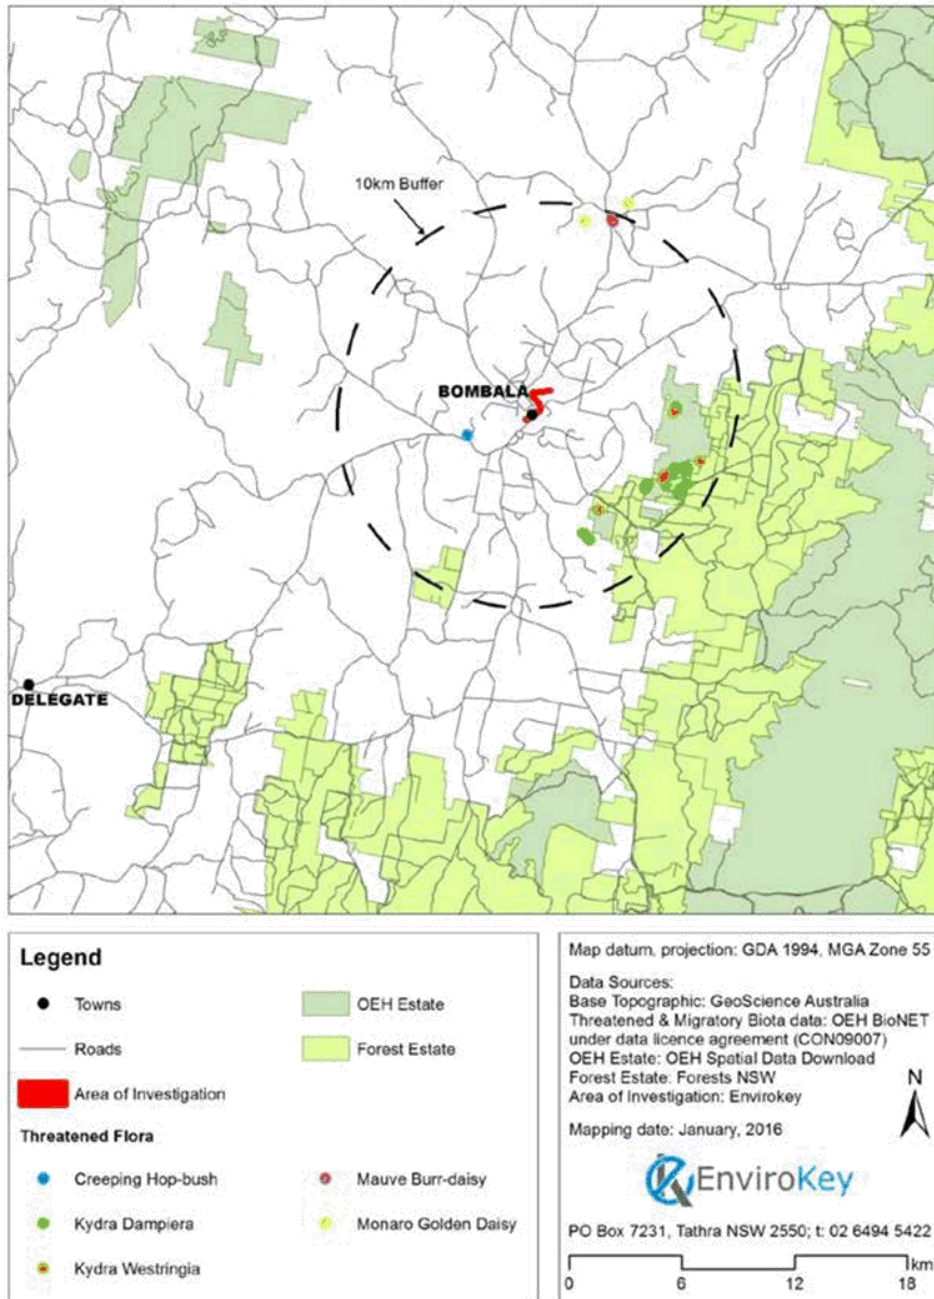 10km Buffer
BOMBALA
DELEGATE
Legend
Towns
Roads
Area of Investigation
Threatened Flora
Creeping Hop-bush
Kydra Dampiera
Kydra Westringia
OEH Estate
Forest Estate
Mauve Burr-daisy
Monaro Golden Daisy
Map datum, projection: GDA 1994, MGA Zone 55
Data Sources:
Base Topographic: GeoScience Australia
Threatened & Migratory Biota data: OEH BioNET
under data licence agreement (CON09007)
OEH Estate: OEH Spatial Data Download
Forest Estate: Forests NSW
Area of Investigation: Envirokey
Mapping date: January, 2016
N
EnviroKey
PO Box 7231, Tathra NSW 2550; t: 02 6494 5422
km
0 6 12 18